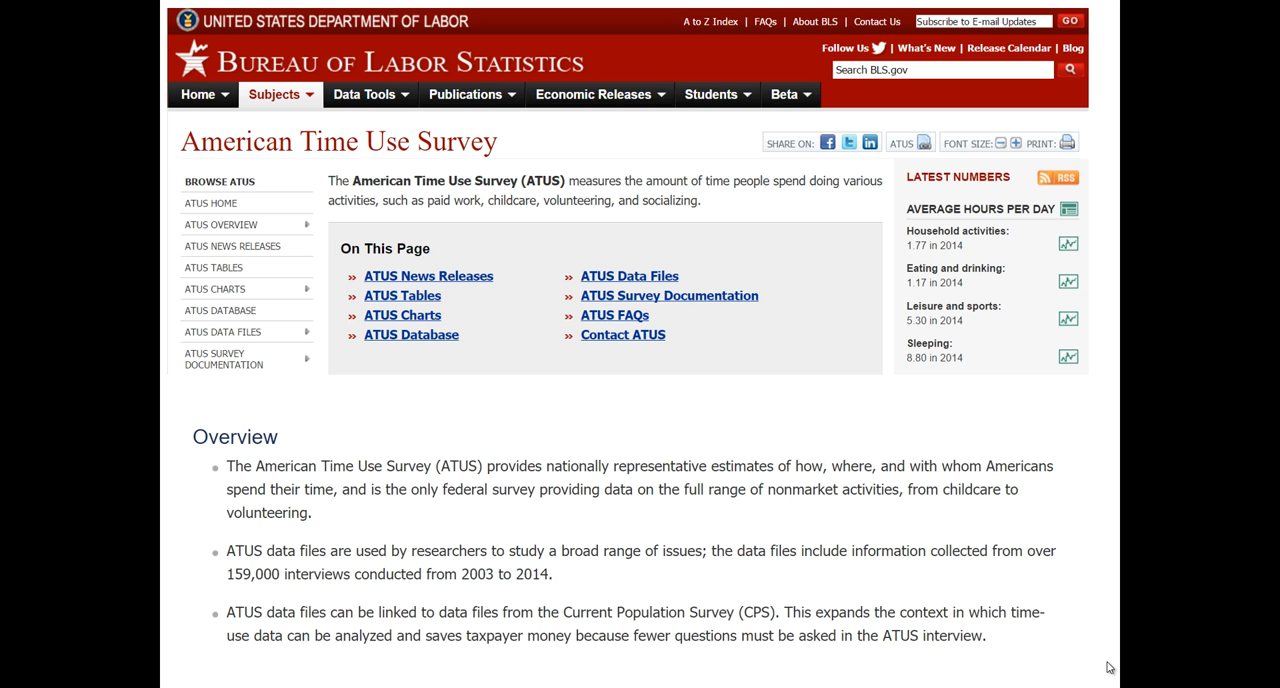 UNITED STATES DEPARTMENT OF LABOR
A to Z Index | FAQs | About BLS | Contact Us Subscribe to E-mail Updates GO
Follow Us | What's New | Release Calendar | Blog
BUREAU OF LABOR STATISTICS
Search BLS.gov
Home Subjects Data Tools Publications Economic Releases Students Beta
American Time Use Survey
SHARE ON: ATUS FONT SIZE: PRINT:
BROWSE ATUS
ATUS HOME
ATUS OVERVIEW
ATUS NEWS RELEASES
ATUS TABLES
ATUS CHARTS
ATUS DATABASE
ATUS DATA FILES
ATUS SURVEY
DOCUMENTATION
The American Time Use Survey (ATUS) measures the amount of time people spend doing various
activities, such as paid work, childcare, volunteering, and socializing.
On This Page
» ATUS News Releases
» ATUS Tables
» ATUS Charts
» ATUS Database
» ATUS Data Files
» ATUS Survey Documentation
» ATUS FAQs
» Contact ATUS
LATEST NUMBERS RSS
AVERAGE HOURS PER DAY
Household activities:
1.77 in 2014
Eating and drinking:
1.17 in 2014
Leisure and sports:
5.30 in 2014
Sleeping:
8.80 in 2014
Overview
The American Time Use Survey (ATUS) provides nationally representative estimates of how, where, and with whom Americans
spend their time, and is the only federal survey providing data on the full range of nonmarket activities, from childcare to
volunteering.
ATUS data files are used by researchers to study a broad range of issues; the data files include information collected from over
159,000 interviews conducted from 2003 to 2014.
ATUS data files can be linked to data files from the Current Population Survey (CPS). This expands the context in which time-
use data can be analyzed and saves taxpayer money because fewer questions must be asked in the ATUS interview.